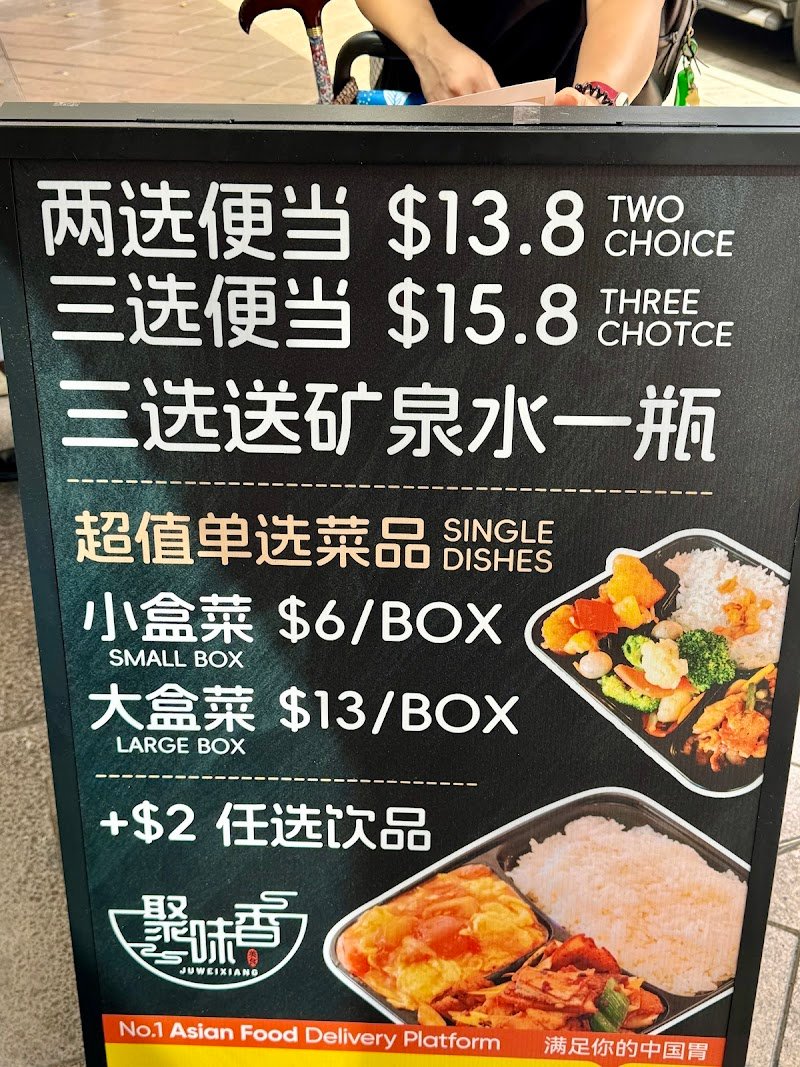 两选便当 $13.8 TWO CHOICE
三选便当 $15.8 THREE CHOTCE
三选送矿泉水一瓶
超值单选菜品 SINGLE DISHES
小盒菜 $6/BOX
SMALL BOX
大盒菜 $13/BOX
LARGE BOX
+$2 任选饮品
聚味香
美食
JUWEIXIANG
No.1 Asian Food Delivery Platform
满足你的中国胃